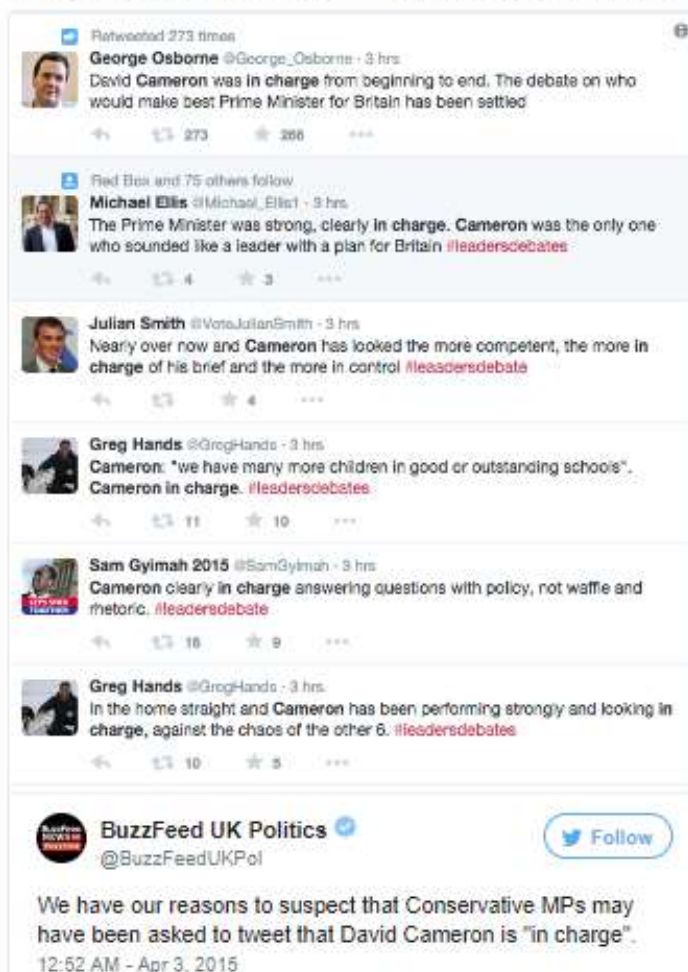 Retweeted 273 times
George Osborne @George_Osborne · 3 hrs
David Cameron was in charge from beginning to end. The debate on who
would make best Prime Minister for Britain has been settled
273 266
Red Box and 75 others follow
Michael Ellis @Michael_Ellis1 · 3 hrs
The Prime Minister was strong, clearly in charge. Cameron was the only one
who sounded like a leader with a plan for Britain #leadersdebates
4 3
Julian Smith @VoteJulianSmith · 3 hrs
Nearly over now and Cameron has looked the more competent, the more in
charge of his brief and the more in control #leaadersdebate
4
Greg Hands @GregHands · 3 hrs
Cameron: "we have many more children in good or outstanding schools".
Cameron in charge. #leadersdebates
11 10
Sam Gyimah 2015 @SamGyimah · 3 hrs
Cameron clearly in charge answering questions with policy, not waffle and
rhetoric. #leadersdebate
16 9
Greg Hands @GregHands · 3 hrs
In the home straight and Cameron has been performing strongly and looking in
charge, against the chaos of the other 6. #leadersdebates
10 5
BuzzFeed UK Politics
@BuzzFeedUKPol
Follow
We have our reasons to suspect that Conservative MPs may
have been asked to tweet that David Cameron is "in charge".
12:52 AM - Apr 3, 2015